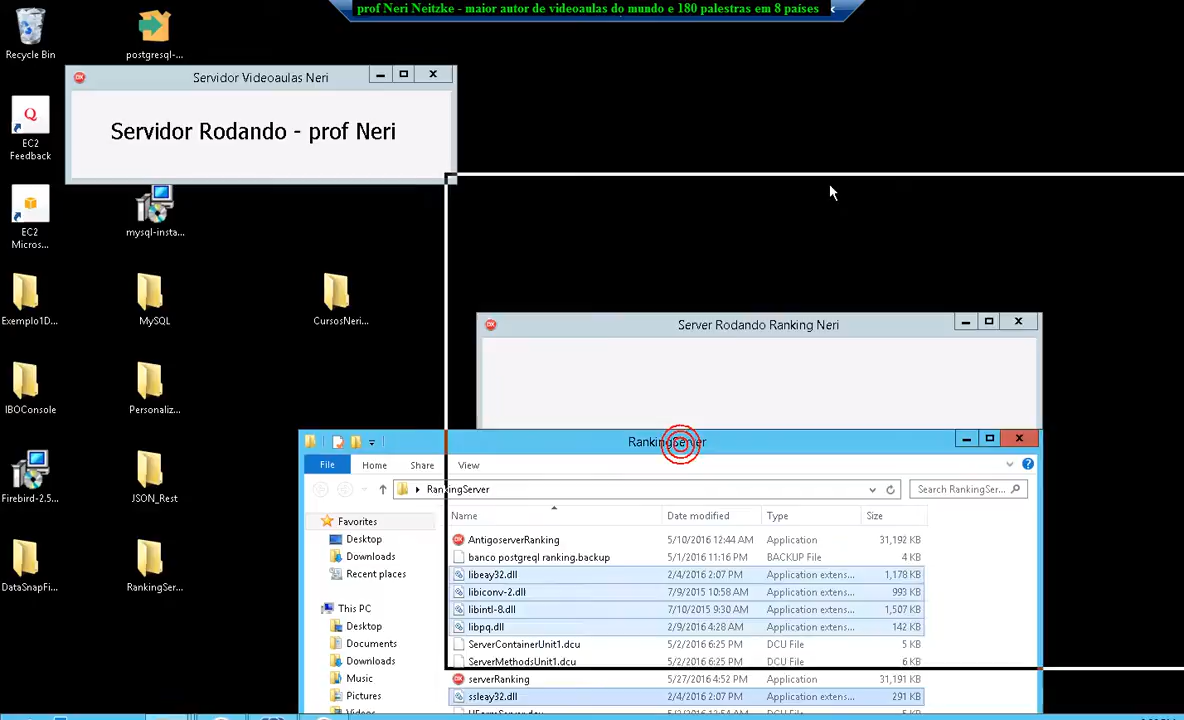 prof Neri Neitzke - maior autor de videoaulas do mundo e 180 palestras em 8 países
Recycle Bin
postgresql-...
Servidor Videoaulas Neri
Servidor Rodando - prof Neri
EC2
Feedback
EC2
Micros...
mysql-insta...
Exemplo1D...
MySQL
CursosNeri...
Server Rodando Ranking Neri
IBOConsole
Personaliz...
RankingServer
File
Home
Share
View
RankingServer
Search RankingSer...
Firebird-2.5...
JSON_Rest
Name
Date modified
Type
Size
Favorites
Desktop
Downloads
Recent places
This PC
Desktop
Documents
Downloads
Music
Pictures
AntigoserverRanking 5/10/2016 12:44 AM Application 31,192 KB
banco postgreql ranking.backup 5/1/2016 11:16 PM BACKUP File 4 KB
libeay32.dll 2/4/2016 2:07 PM Application extens... 1,178 KB
libiconv-2.dll 7/9/2015 10:58 AM Application extens... 993 KB
libintl-8.dll 7/10/2015 9:30 AM Application extens... 1,507 KB
libpq.dll 2/9/2016 4:28 AM Application extens... 142 KB
ServerContainerUnit1.dcu 5/2/2016 6:25 PM DCU File 5 KB
ServerMethodsUnit1.dcu 5/2/2016 6:25 PM DCU File 6 KB
serverRanking 5/27/2016 4:52 PM Application 31,191 KB
ssleay32.dll 2/4/2016 2:07 PM Application extens... 291 KB
DataSnapFi...
RankingSer...